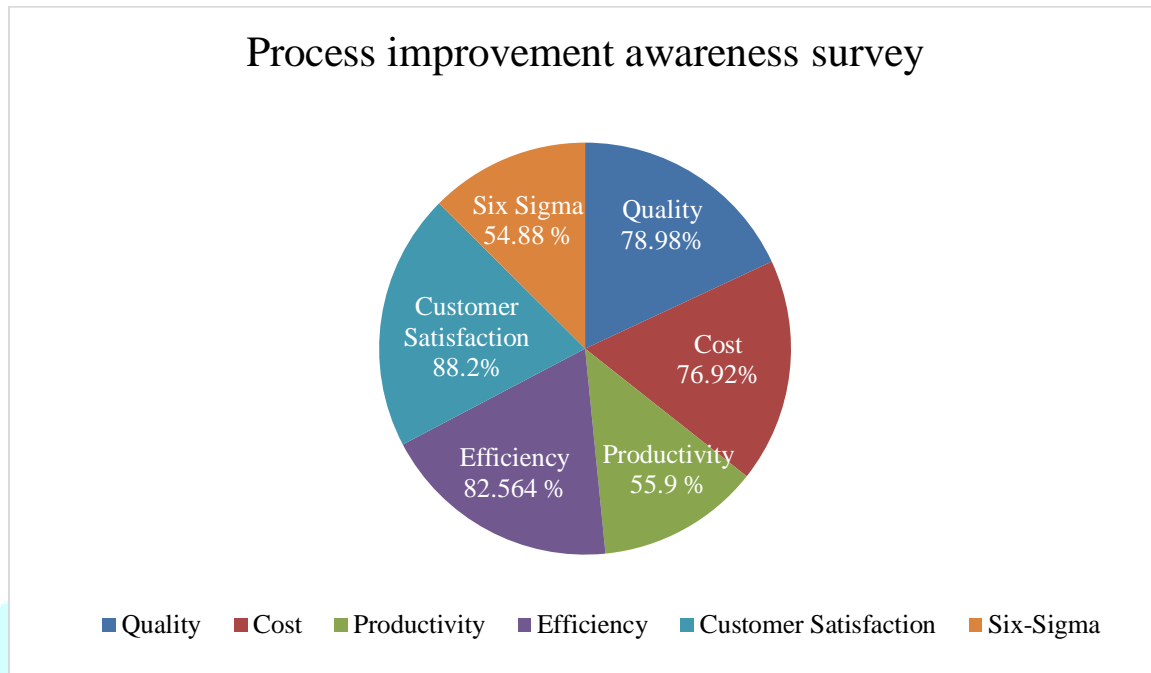 Process improvement awareness survey
Six Sigma
54.88 %
Quality
78.98%
Customer
Satisfaction
88.2%
Cost
76.92%
Efficiency
82.564 %
Productivity
55.9 %
Quality
Cost
Productivity
Efficiency
Customer Satisfaction
Six-Sigma